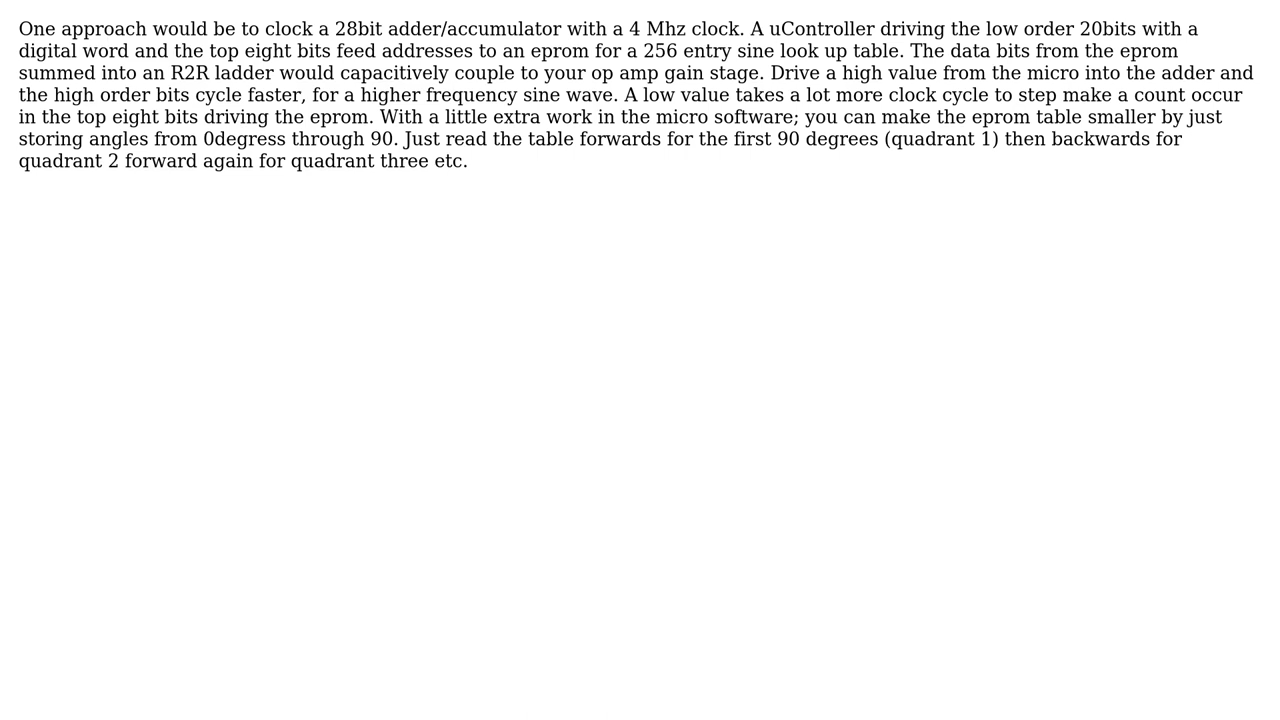 One approach would be to clock a 28bit adder/accumulator with a 4 Mhz clock. A uController driving the low order 20bits with a
digital word and the top eight bits feed addresses to an eprom for a 256 entry sine look up table. The data bits from the eprom
summed into an R2R ladder would capacitively couple to your op amp gain stage. Drive a high value from the micro into the adder and
the high order bits cycle faster, for a higher frequency sine wave. A low value takes a lot more clock cycle to step make a count occur
in the top eight bits driving the eprom. With a little extra work in the micro software; you can make the eprom table smaller by just
storing angles from 0degress through 90. Just read the table forwards for the first 90 degrees (quadrant 1) then backwards for
quadrant 2 forward again for quadrant three etc.